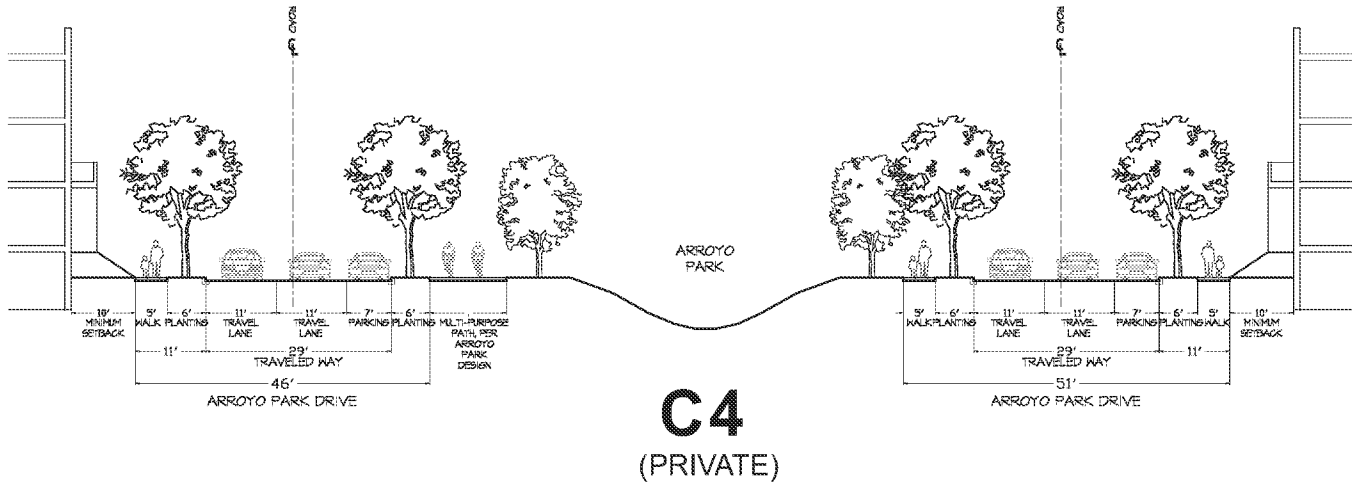 ROAD
℄
ROAD
℄
ARROYO
PARK
10'
MINIMUM
SETBACK
5'
WALK
6'
PLANTING
11'
TRAVEL
LANE
11'
TRAVEL
LANE
7'
PARKING
6'
PLANTING
MULTI-PURPOSE
PATH, PER
ARROYO
PARK
DESIGN
11'
29'
TRAVELED WAY
46'
ARROYO PARK DRIVE
5'
WALK
6'
PLANTING
11'
TRAVEL
LANE
11'
TRAVEL
LANE
7'
PARKING
6'
PLANTING
5'
WALK
10'
MINIMUM
SETBACK
29'
TRAVELED WAY
11'
51'
ARROYO PARK DRIVE
C4
(PRIVATE)